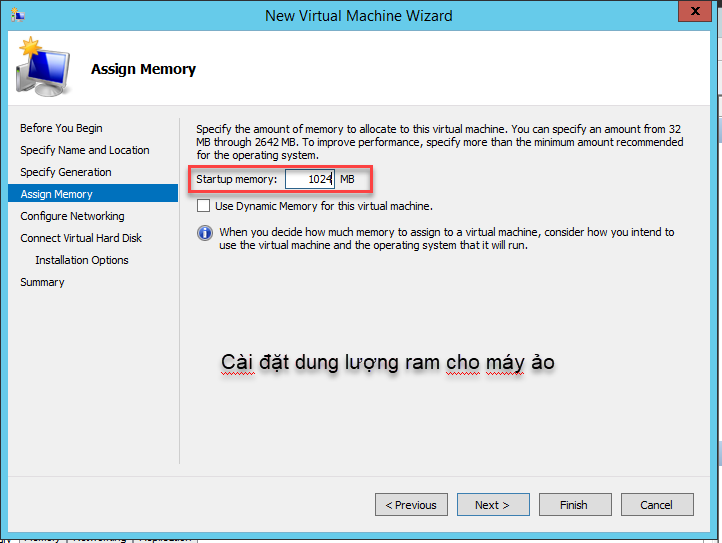 New Virtual Machine Wizard
x
Assign Memory
Before You Begin
Specify Name and Location
Specify Generation
Assign Memory
Configure Networking
Connect Virtual Hard Disk
Installation Options
Summary
Specify the amount of memory to allocate to this virtual machine. You can specify an amount from 32
MB through 2642 MB. To improve performance, specify more than the minimum amount recommended
for the operating system.
Startup memory: 1024 MB
Use Dynamic Memory for this virtual machine.
When you decide how much memory to assign to a virtual machine, consider how you intend to
use the virtual machine and the operating system that it will run.
Cài đặt dung lượng ram cho máy ảo
< Previous Next > Finish Cancel